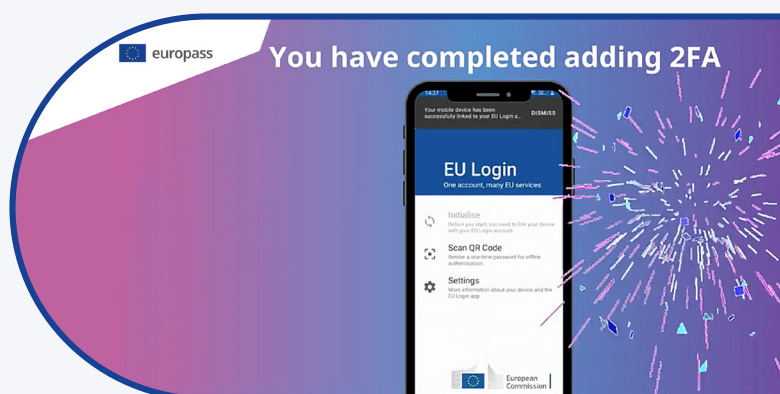 europass
You have completed adding 2FA
1437
Your mobile device has been
successfully linked to your EU Login a...
DISMISS
EU Login
One account, many EU services
Initialise
Before you start, you need to link your device
with your EU Login account.
Scan QR Code
Render a one-time password for offline
authentication.
Settings
More information about your device and the
EU Login app.
European
Commission